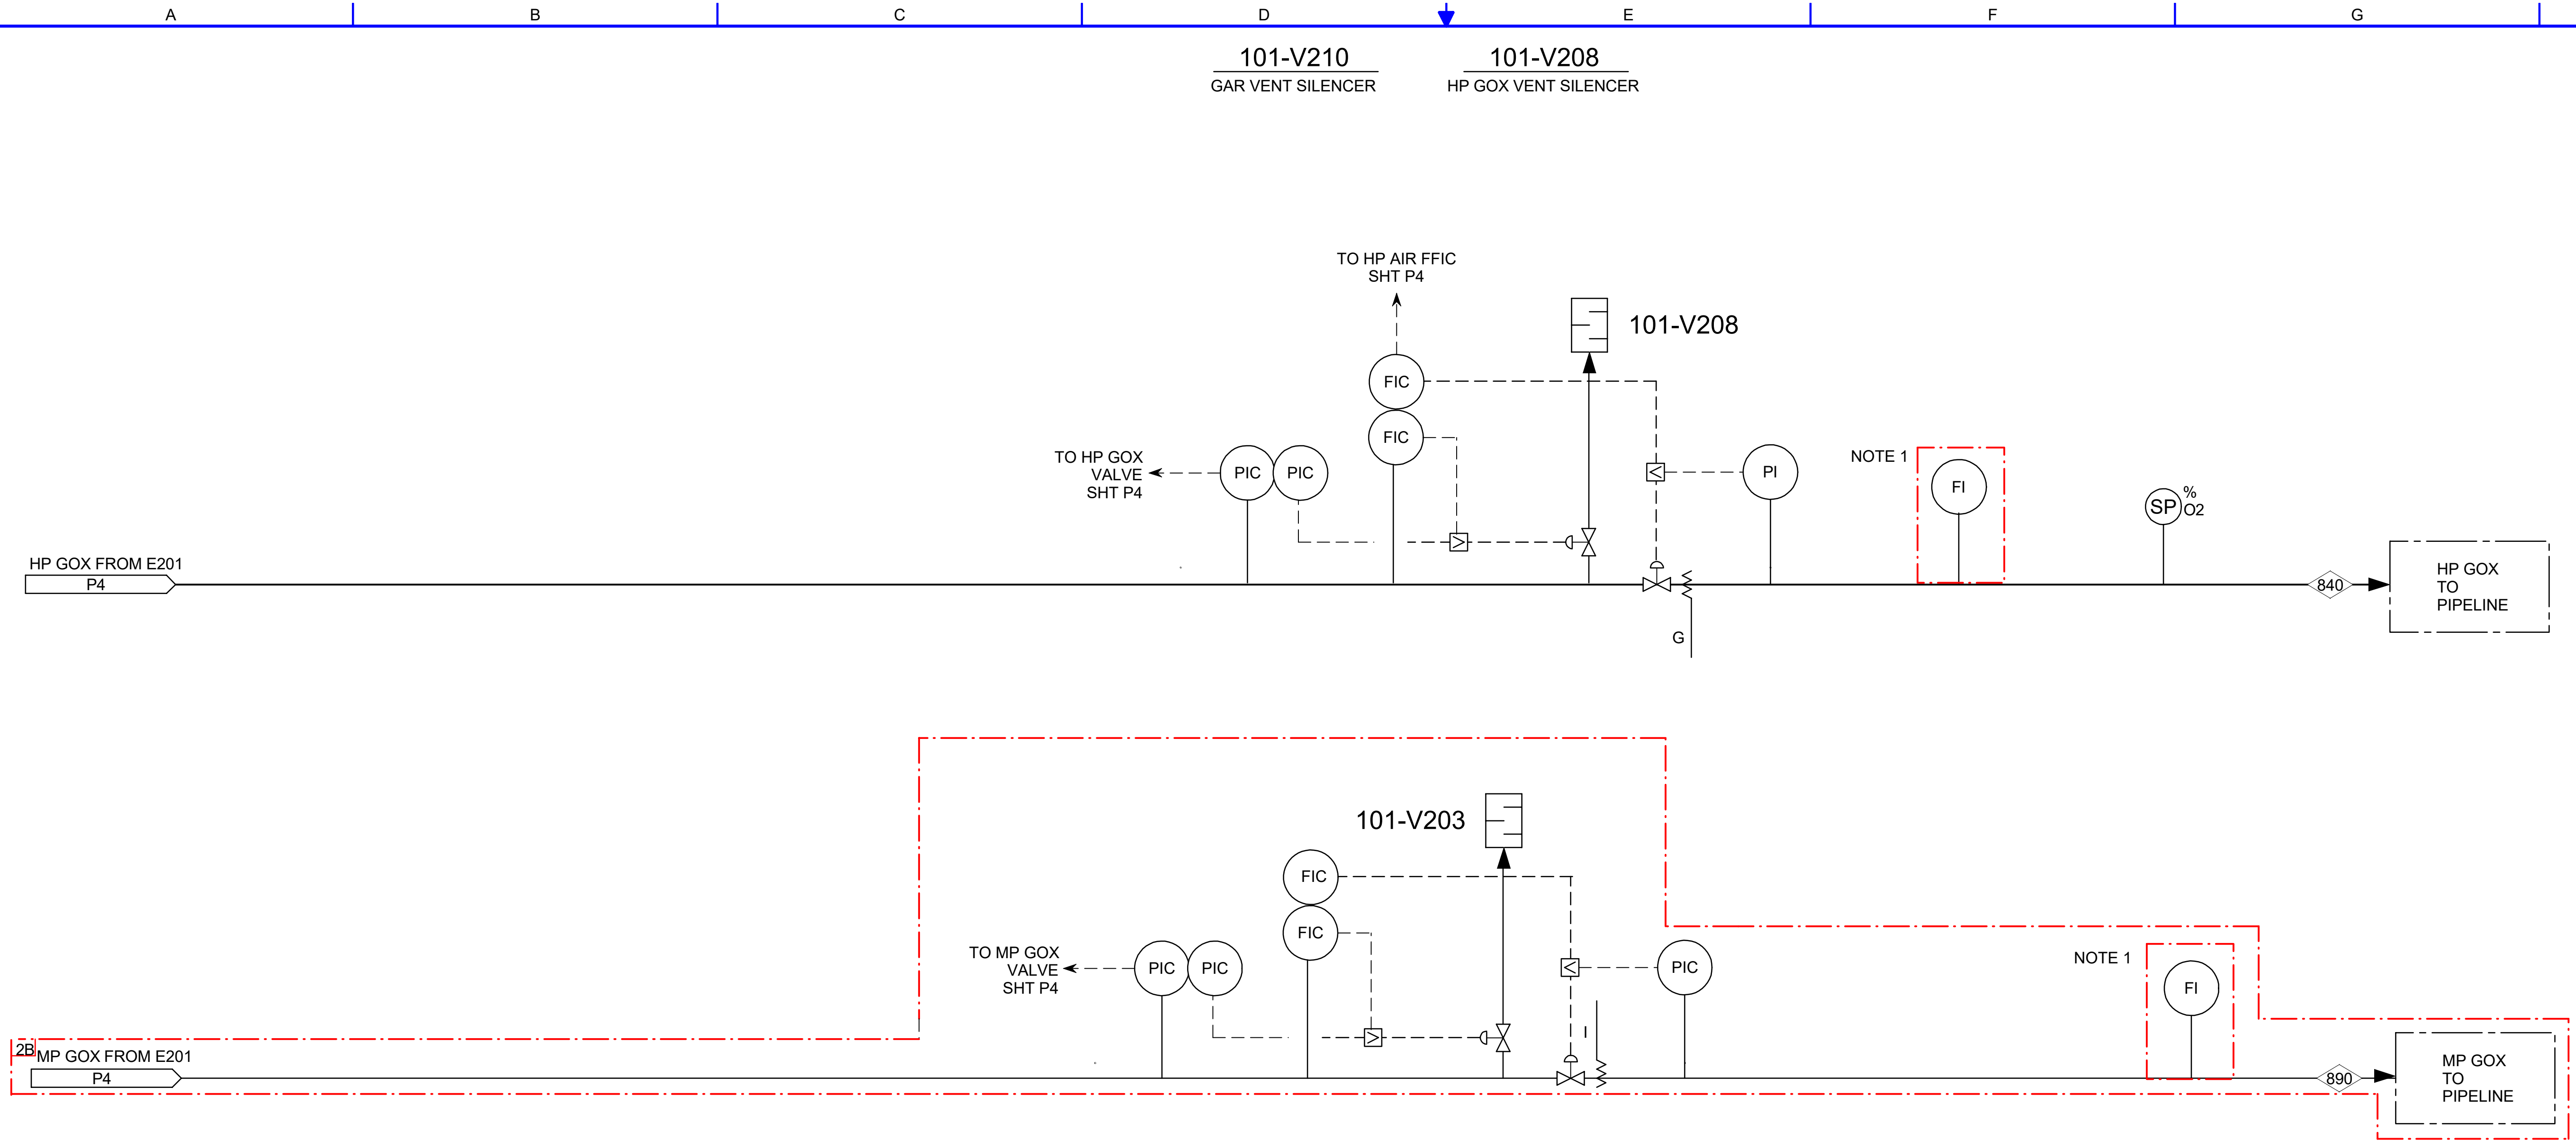 A
B
C
D
E
F
G
101-V210
GAR VENT SILENCER
101-V208
HP GOX VENT SILENCER
TO HP AIR FFIC
SHT P4
101-V208
FIC
FIC
TO HP GOX
VALVE
SHT P4
PIC
PIC
>
<
PI
NOTE 1
FI
SP
%
O2
HP GOX FROM E201
P4
G
840
HP GOX
TO
PIPELINE
101-V203
FIC
FIC
TO MP GOX
VALVE
SHT P4
PIC
PIC
>
<
PIC
I
NOTE 1
FI
2B
MP GOX FROM E201
P4
890
MP GOX
TO
PIPELINE